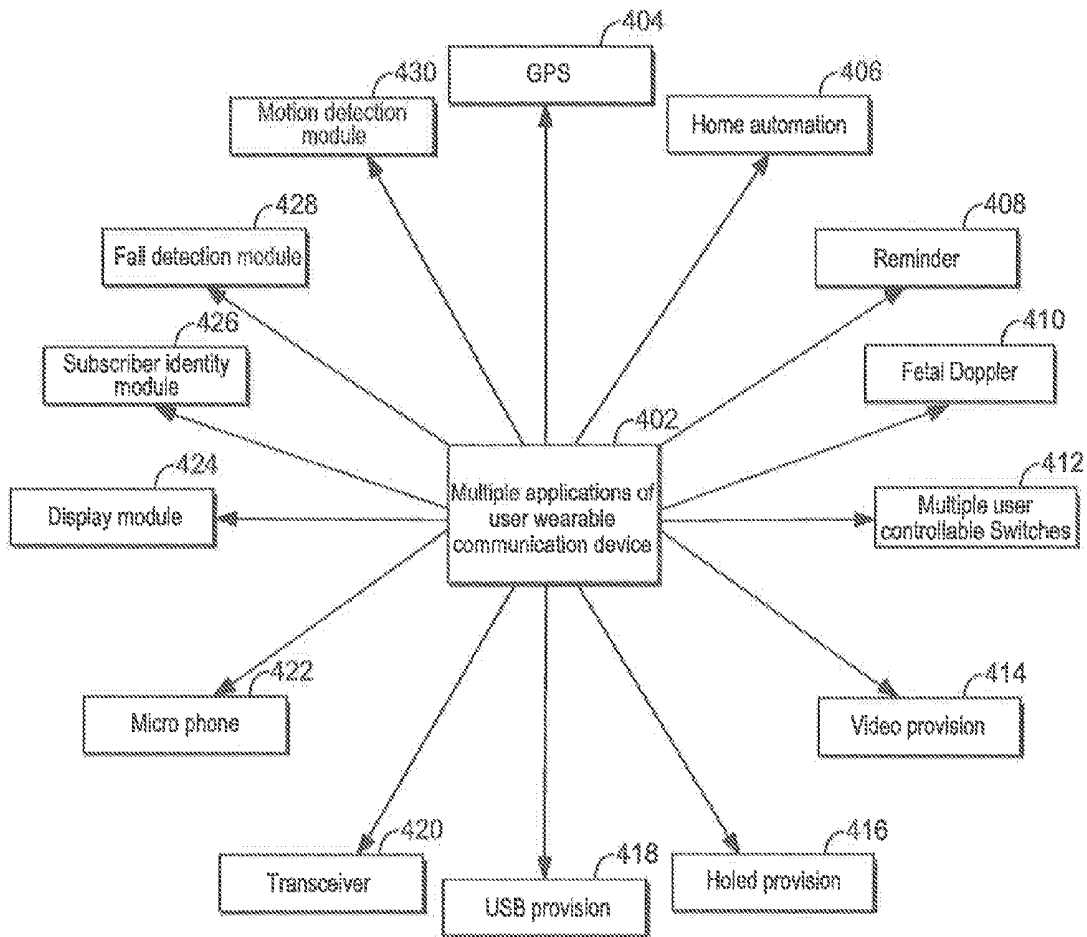 404
GPS
430
Motion detection
module
406
Home automation
428
Fall detection module
408
Reminder
426
Subscriber identity
module
410
Fetal Doppler
402
Multiple applications of
user wearable
communication device
424
Display module
412
Multiple user
controllable Switches
422
Micro phone
414
Video provision
420
Transceiver
418
USB provision
416
Holed provision